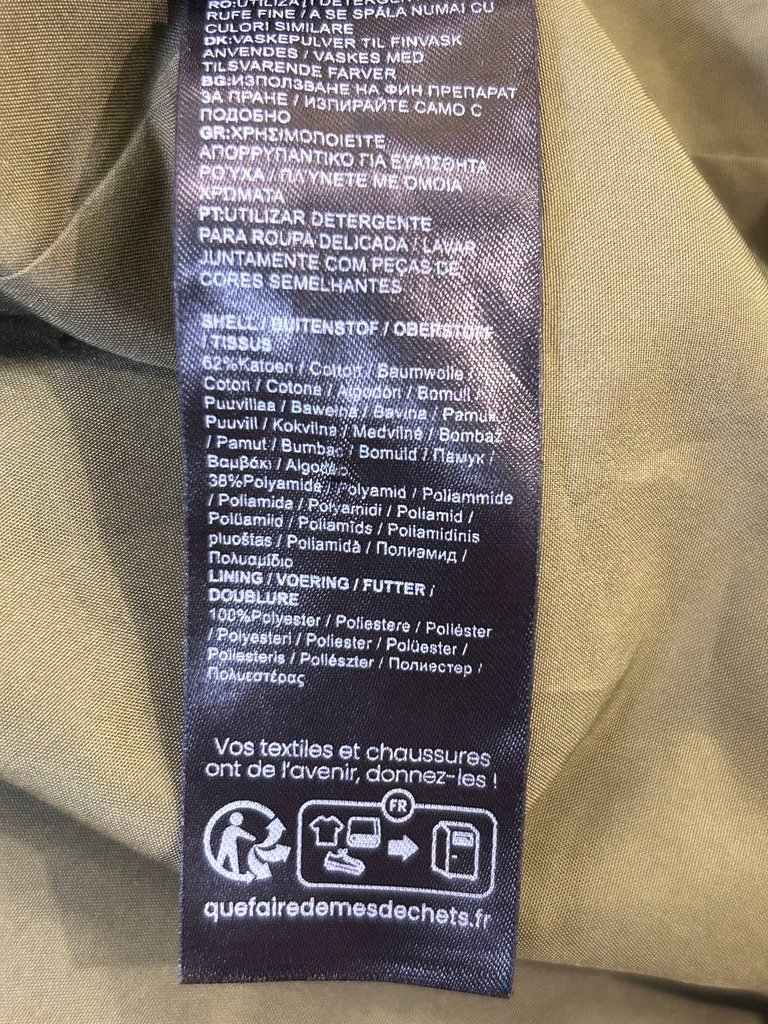 RO:UTILIZAȚI DETERGENT
RUFE FINE / A SE SPĂLA NUMAI CU
CULORI SIMILARE
DK:VASKEPULVER TIL FINVASK
ANVENDES / VASKES MED
TILSVARENDE FARVER
BG:ИЗПОЛЗВАНЕ НА ФИН ПРЕПАРАТ
ЗА ПРАНЕ / ИЗПИРАЙТЕ САМО С
ПОДОБНО
GR:ΧΡΗΣΙΜΟΠΟΙΕΙΤΕ
ΑΠΟΡΡΥΠΑΝΤΙΚΟ ΓΙΑ ΕΥΑΙΣΘΗΤΑ
ΡΟΥΧΑ / ΠΛΥΝΕΤΕ ΜΕ ΟΜΟΙΑ
ΧΡΩΜΑΤΑ
PT:UTILIZAR DETERGENTE
PARA ROUPA DELICADA / LAVAR
JUNTAMENTE COM PEÇAS DE
CORES SEMELHANTES
SHELL / BUITENSTOF / OBERSTOFF
/ TISSUS
62%Katoen / Cotton / Baumwolle /
Coton / Cotone / Algodón / Bomull /
Puuvillaa / Bawełna / Bavlna / Pamuk /
Puuvill / Kokvilna / Medvilnė / Bombaž
/ Pamut / Bumbac / Bomuld / Памук /
Βαμβάκι / Algodão
38%Polyamide / Polyamid / Poliammide
/ Poliamida / Polyamidi / Poliamid /
Polüamiid / Poliamīds / Poliamidinis
pluoštas / Poliamidă / Полиамид /
Πολυαμίδιο
LINING / VOERING / FUTTER /
DOUBLURE
100%Polyester / Poliestere / Poliéster
/ Polyesteri / Poliester / Polüester /
Poliesteris / Poliészter / Полиестер /
Πολυεστέρας
Vos textiles et chaussures
ont de l'avenir, donnez-les !
FR
quefairedemesdechets.fr